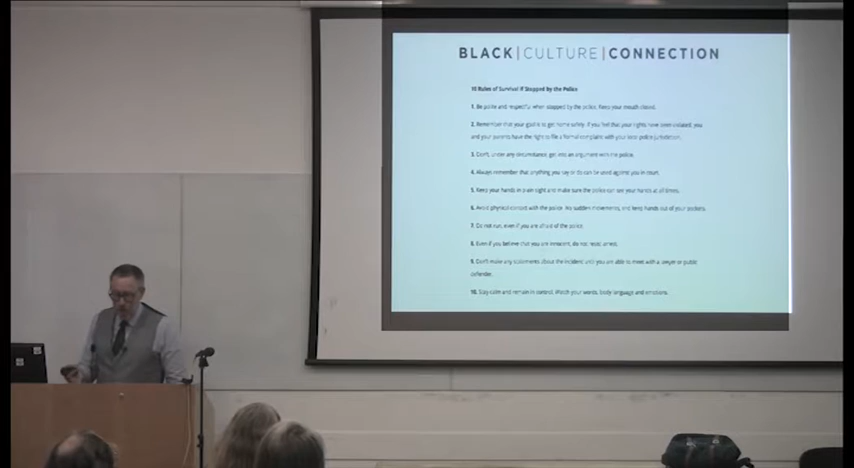 BLACK|CULTURE|CONNECTION
10 Rules of Survival if Stopped by the Police
1. Be polite and respectful when stopped by the police. Keep your mouth closed.
2. Remember that your goal is to get home safely. If you feel that your rights have been violated, you
and your parents have the right to file a formal complaint with your local police jurisdiction.
3. Don't, under any circumstance, get into an argument with the police.
4. Always remember that anything you say or do can be used against you in court.
5. Keep your hands in plain sight and make sure the police can see your hands at all times.
6. Avoid physical contact with the police. No sudden movements, and keep hands out of your pockets.
7. Do not run, even if you are afraid of the police.
8. Even if you believe that you are innocent, do not resist arrest.
9. Don't make any statements about the incident until you are able to meet with a lawyer or public
defender.
10. Stay calm and remain in control. Watch your words, body language and emotions.